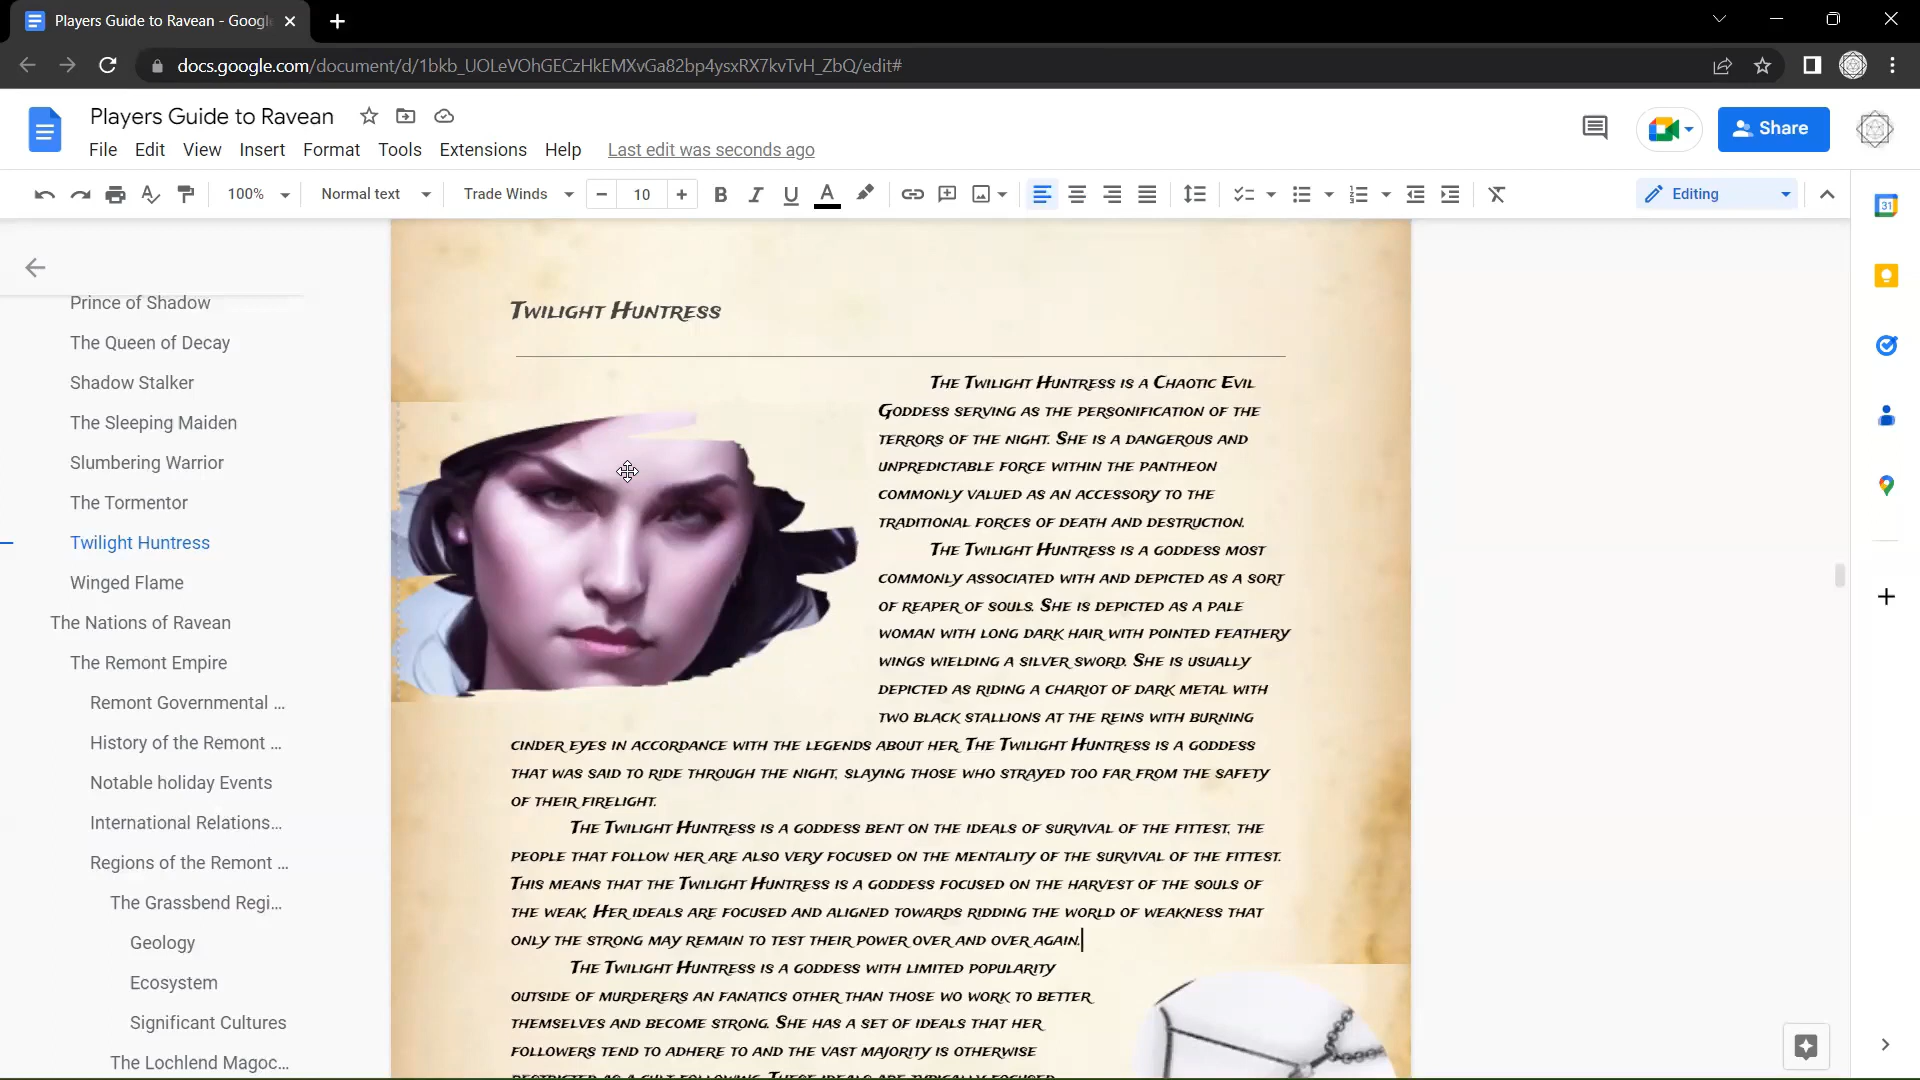 Players Guide to Ravean - Google
docs.google.com/document/d/1bkb_UOLeVOhGECzHkEMXvGa82bp4ysxRX7kvTvH_ZbQ/edit#
Players Guide to Ravean
File Edit View Insert Format Tools Extensions Help Last edit was seconds ago
Share
100% Normal text Trade Winds 10 Editing
31
Prince of Shadow
The Queen of Decay
Shadow Stalker
The Sleeping Maiden
Slumbering Warrior
The Tormentor
Twilight Huntress
Winged Flame
The Nations of Ravean
The Remont Empire
Remont Governmental ...
History of the Remont ...
Notable holiday Events
International Relations...
Regions of the Remont ...
The Grassbend Regi...
Geology
Ecosystem
Significant Cultures
The Lochlend Magoc...
Twilight Huntress
The Twilight Huntress is a Chaotic Evil
Goddess serving as the personification of the
terrors of the night. She is a dangerous and
unpredictable force within the pantheon
commonly valued as an accessory to the
traditional forces of death and destruction.
The Twilight Huntress is a goddess most
commonly associated with and depicted as a sort
of reaper of souls. She is depicted as a pale
woman with long dark hair with pointed feathery
wings wielding a silver sword. She is usually
depicted as riding a chariot of dark metal with
two black stallions at the reins with burning
cinder eyes in accordance with the legends about her. The Twilight Huntress is a goddess
that was said to ride through the night, slaying those who strayed too far from the safety
of their firelight.
The Twilight Huntress is a goddess bent on the ideals of survival of the fittest, the
people that follow her are also very focused on the mentality of the survival of the fittest.
This means that the Twilight Huntress is a goddess focused on the harvest of the souls of
the weak. Her ideals are focused and aligned towards ridding the world of weakness that
only the strong may remain to test their power over and over again.
The Twilight Huntress is a goddess with limited popularity
outside of murderers an fanatics other than those wo work to better
themselves and become strong. She has a set of ideals that her
followers tend to adhere to and the vast majority is otherwise
restricted as a cult following. These ideals are typically focused